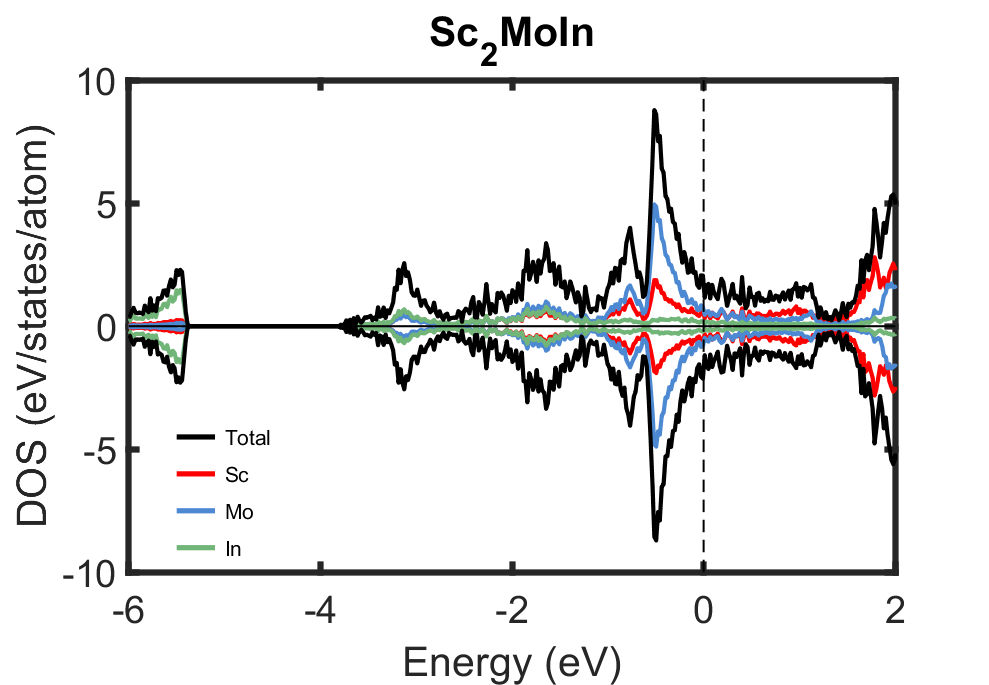 Sc2MoIn
10
5
0
-5
-10
DOS (eV/states/atom)
Total
Sc
Mo
In
-6 -4 -2 0 2
Energy (eV)